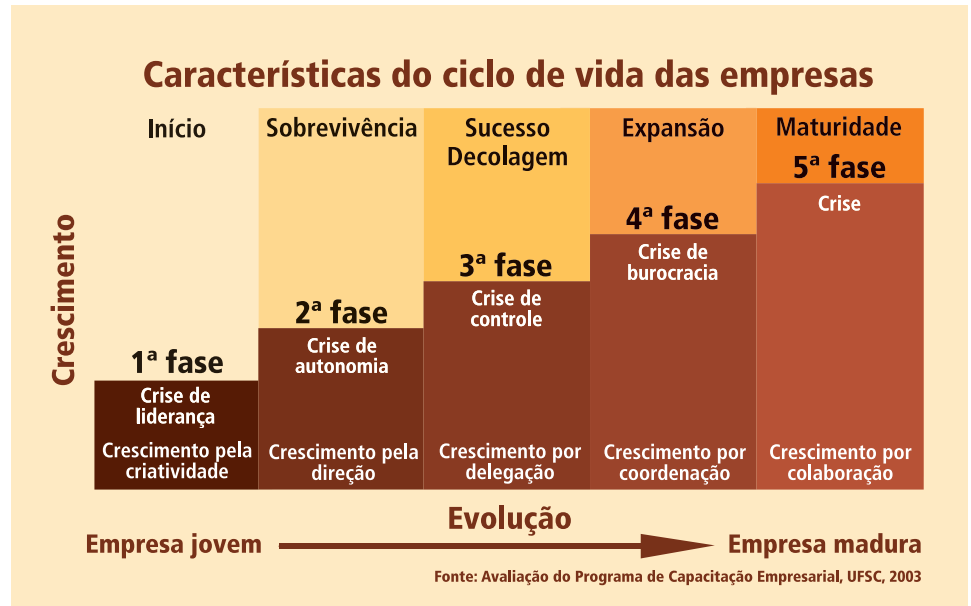 Características do ciclo de vida das empresas
Início
Sobrevivência
Sucesso
Decolagem
Expansão
Maturidade
Crescimento
1ª fase
Crise de
liderança
Crescimento pela
criatividade
2ª fase
Crise de
autonomia
Crescimento pela
direção
3ª fase
Crise de
controle
Crescimento por
delegação
4ª fase
Crise de
burocracia
Crescimento por
coordenação
5ª fase
Crise
Crescimento por
colaboração
Evolução
Empresa jovem
Empresa madura
Fonte: Avaliação do Programa de Capacitação Empresarial, UFSC, 2003